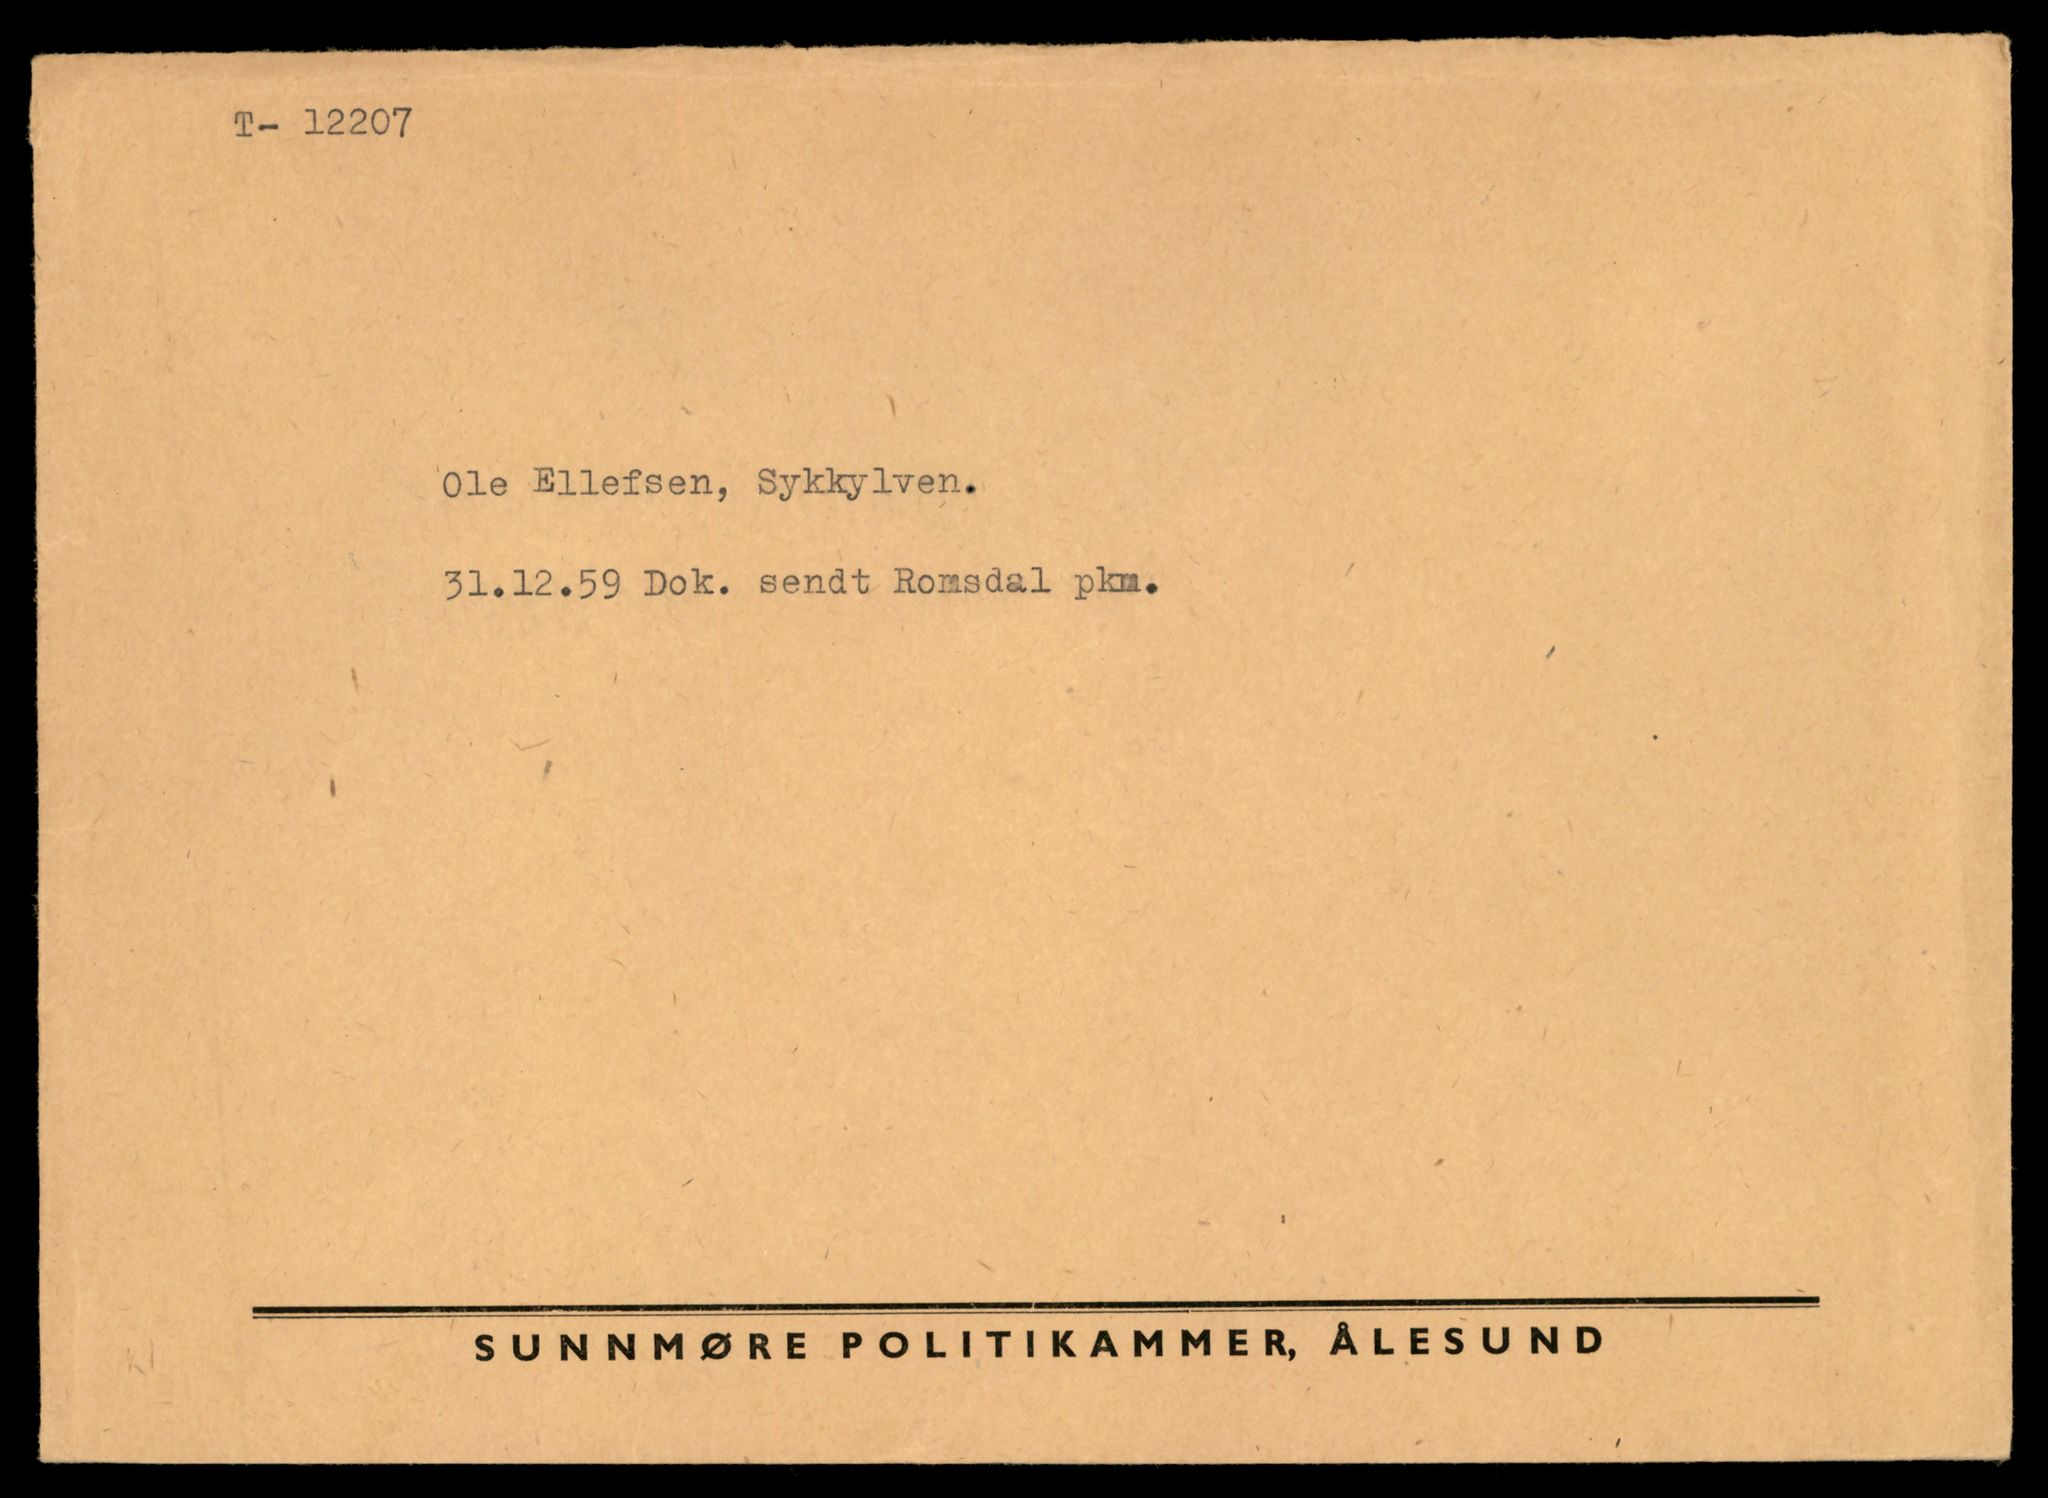 T- 12207
Ole Ellefsen, Sykkylven.
31.12.59 Dok. sendt Romsdal pkm.
SUNNMØRE POLITIKAMMER, ÅLESUND